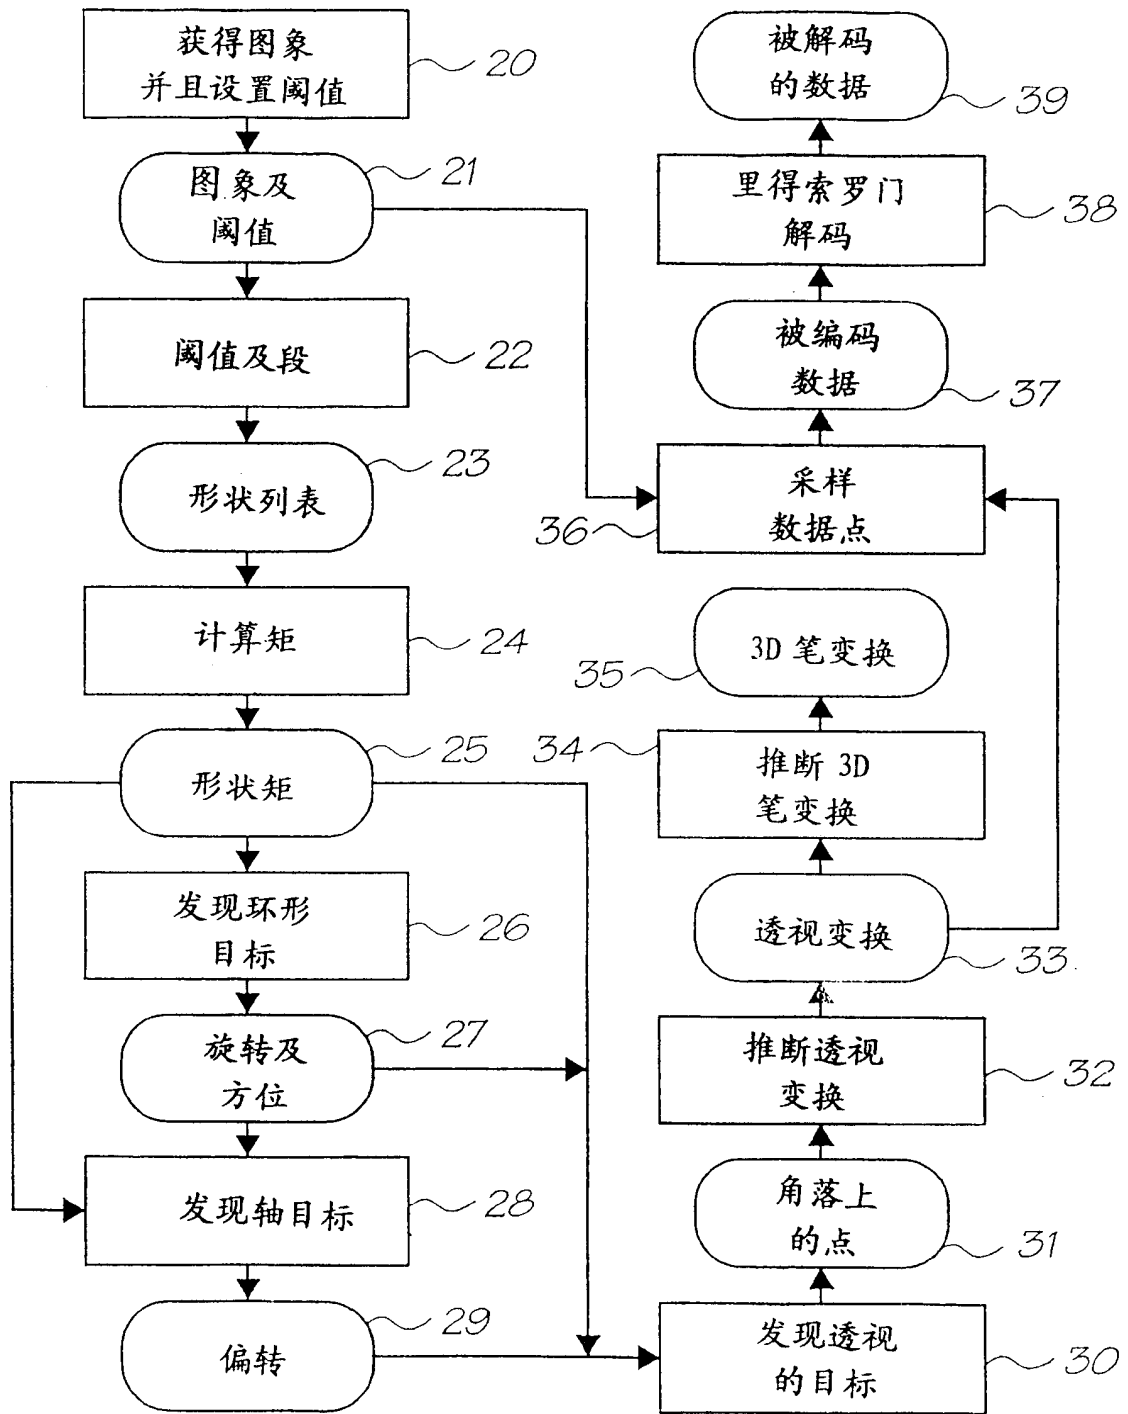 获得图象
并且设置阈值
20
图象及
阈值
21
阈值及段
22
形状列表
23
计算矩
24
形状矩
25
发现环形
目标
26
旋转及
方位
27
发现轴目标
28
偏转
29
发现透视
的目标
30
角落上
的点
31
推断透视
变换
32
透视变换
33
推断 3D
笔变换
34
3D 笔变换
35
采样
数据点
36
被编码
数据
37
里得索罗门
解码
38
被解码
的数据
39